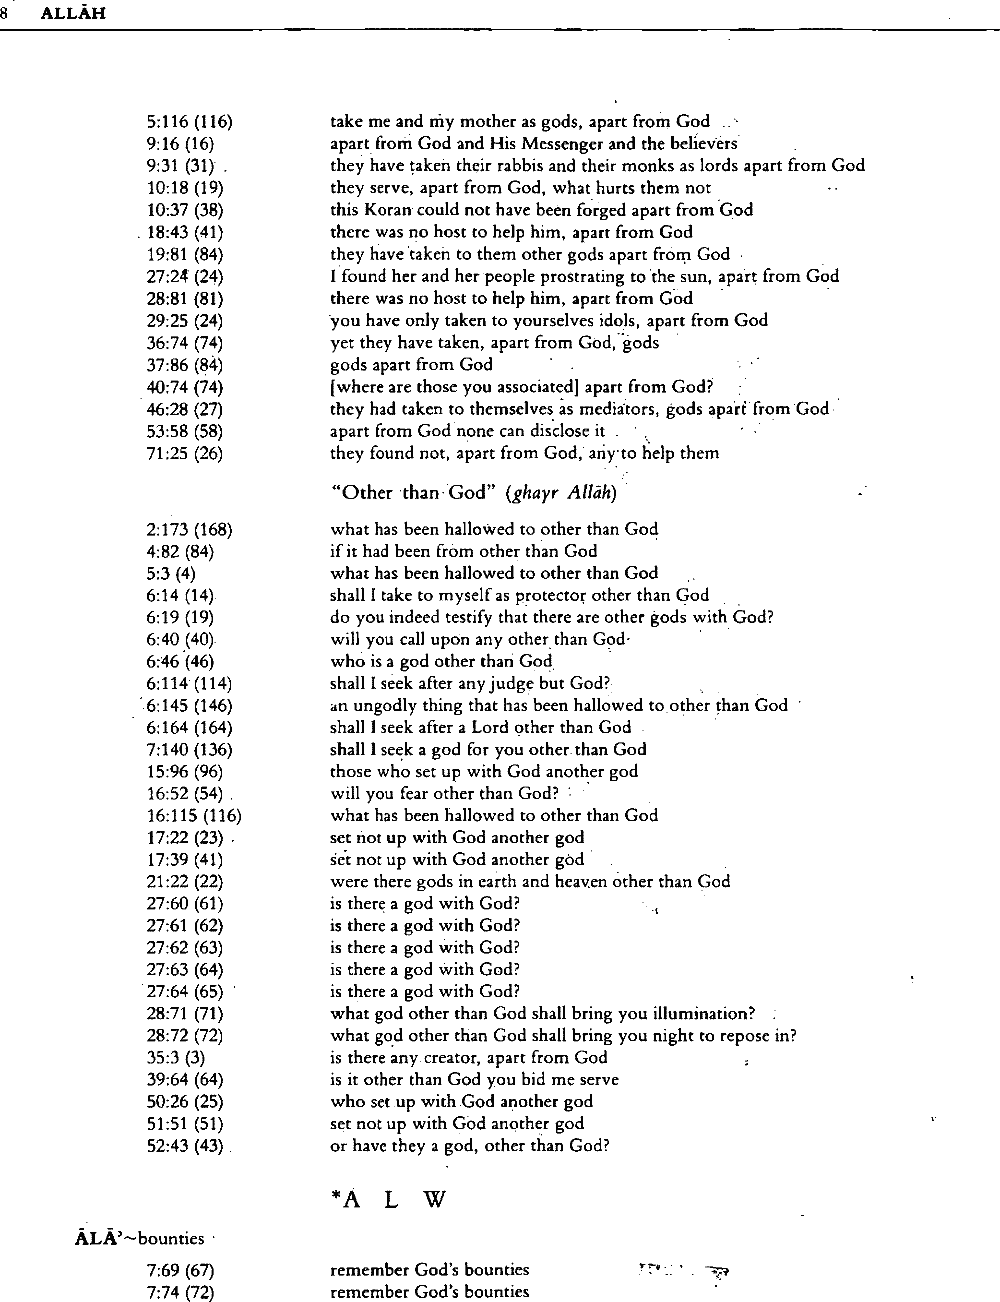 8 ALLĀH
5:116 (116) take me and my mother as gods, apart from God
9:16 (16) apart from God and His Messenger and the believers
9:31 (31) they have taken their rabbis and their monks as lords apart from God
10:18 (19) they serve, apart from God, what hurts them not
10:37 (38) this Koran could not have been forged apart from God
18:43 (41) there was no host to help him, apart from God
19:81 (84) they have taken to them other gods apart from God
27:24 (24) I found her and her people prostrating to the sun, apart from God
28:81 (81) there was no host to help him, apart from God
29:25 (24) you have only taken to yourselves idols, apart from God
36:74 (74) yet they have taken, apart from God, gods
37:86 (84) gods apart from God
40:74 (74) [where are those you associated] apart from God?
46:28 (27) they had taken to themselves as mediators, gods apart from God
53:58 (58) apart from God none can disclose it
71:25 (26) they found not, apart from God, any to help them
“Other than God” (ghayr Allāh)
2:173 (168) what has been hallowed to other than God
4:82 (84) if it had been from other than God
5:3 (4) what has been hallowed to other than God
6:14 (14) shall I take to myself as protector other than God
6:19 (19) do you indeed testify that there are other gods with God?
6:40 (40) will you call upon any other than God
6:46 (46) who is a god other than God
6:114 (114) shall I seek after any judge but God?
6:145 (146) an ungodly thing that has been hallowed to other than God
6:164 (164) shall I seek after a Lord other than God
7:140 (136) shall I seek a god for you other than God
15:96 (96) those who set up with God another god
16:52 (54) will you fear other than God?
16:115 (116) what has been hallowed to other than God
17:22 (23) set not up with God another god
17:39 (41) set not up with God another god
21:22 (22) were there gods in earth and heaven other than God
27:60 (61) is there a god with God?
27:61 (62) is there a god with God?
27:62 (63) is there a god with God?
27:63 (64) is there a god with God?
27:64 (65) is there a god with God?
28:71 (71) what god other than God shall bring you illumination?
28:72 (72) what god other than God shall bring you night to repose in?
35:3 (3) is there any creator, apart from God
39:64 (64) is it other than God you bid me serve
50:26 (25) who set up with God another god
51:51 (51) set not up with God another god
52:43 (43) or have they a god, other than God?
*A L W
ĀLĀ’~bounties
7:69 (67) remember God's bounties
7:74 (72) remember God's bounties